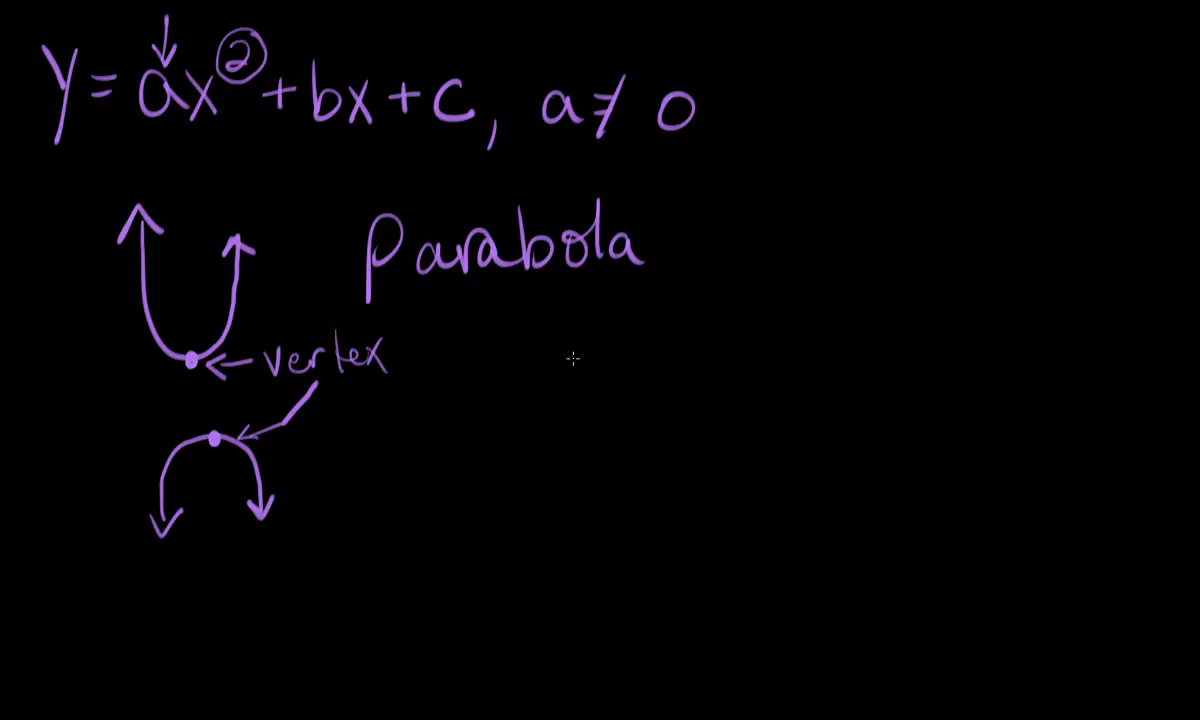 y = ax² + bx + c, a ≠ 0
Parabola
vertex